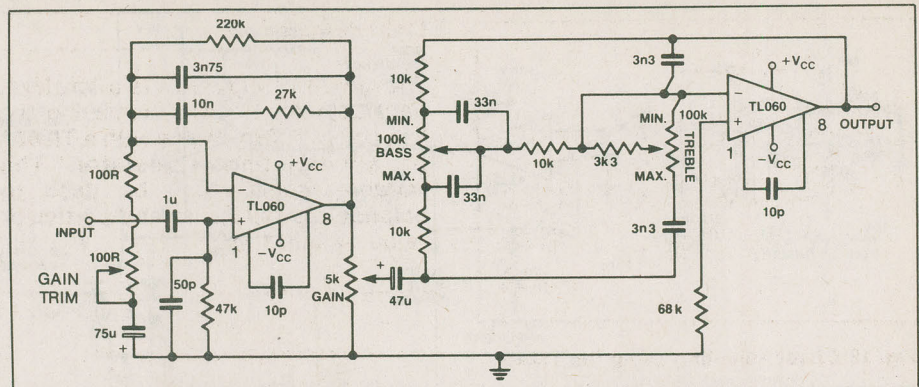 220k
3n75
10n
27k
100R
+VCC
TL060
8
−
+
−VCC
1
10p
1u
INPUT
100R
GAIN
TRIM
50p
47k
75u
+
5k
GAIN
+
47u
10k
33n
MIN.
100k
BASS
MAX.
33n
10k
10k
3k3
3n3
100k
MIN.
TREBLE
MAX.
3n3
68k
+VCC
TL060
−
+
−VCC
8
OUTPUT
1
10p